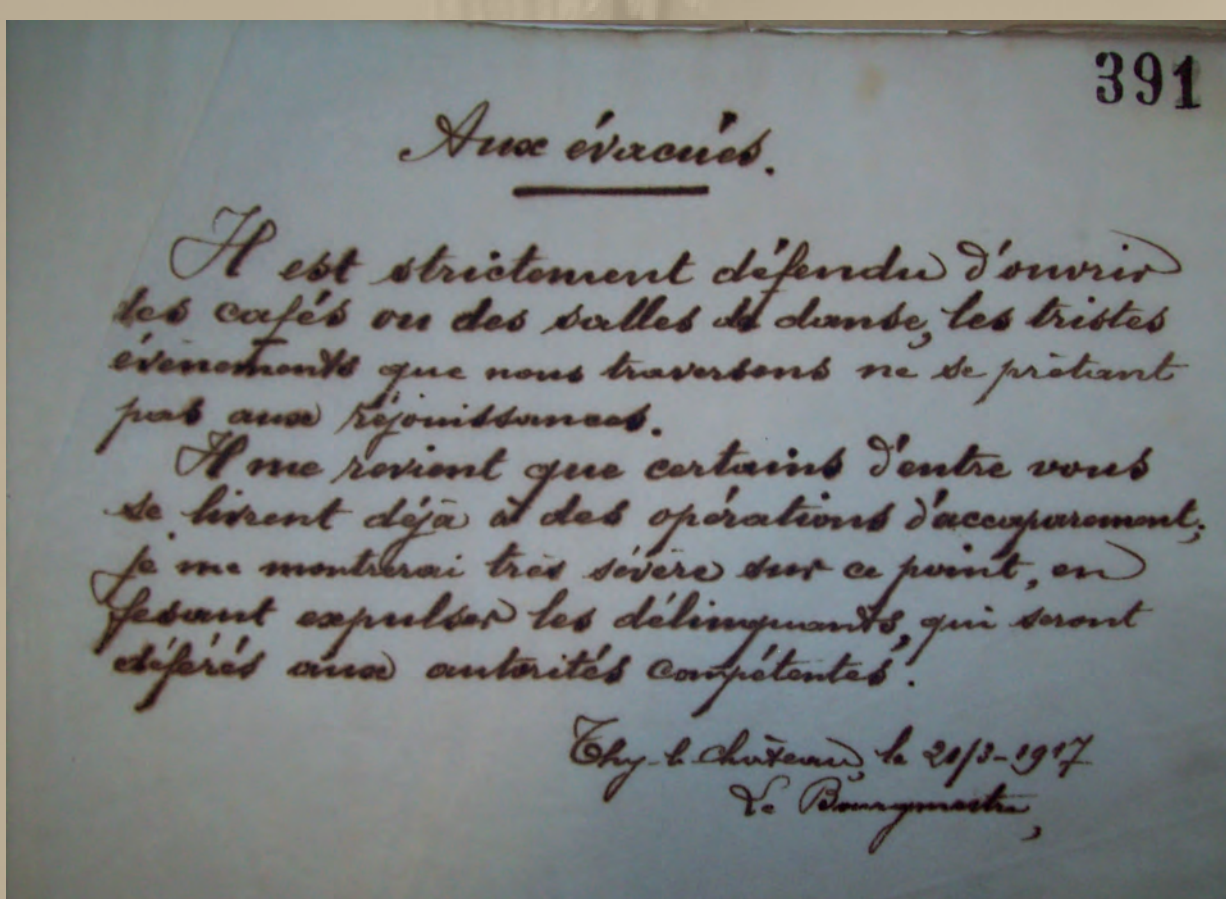 391
Aux évacués.
Il est strictement défendu d'ouvrir
des cafés ou des salles de danse, les tristes
évènements que nous traversons ne se prêtant
pas aux réjouissances.
Il me revient que certains d'entre vous
se livrent déjà à des opérations d'accaparement;
je me montrerai très sévère sur ce point, en
fesant expulser les délinquants, qui seront
déférés aux autorités compétentes.
Thy-le-Château, le 21/3-1917
Le Bourgmestre,